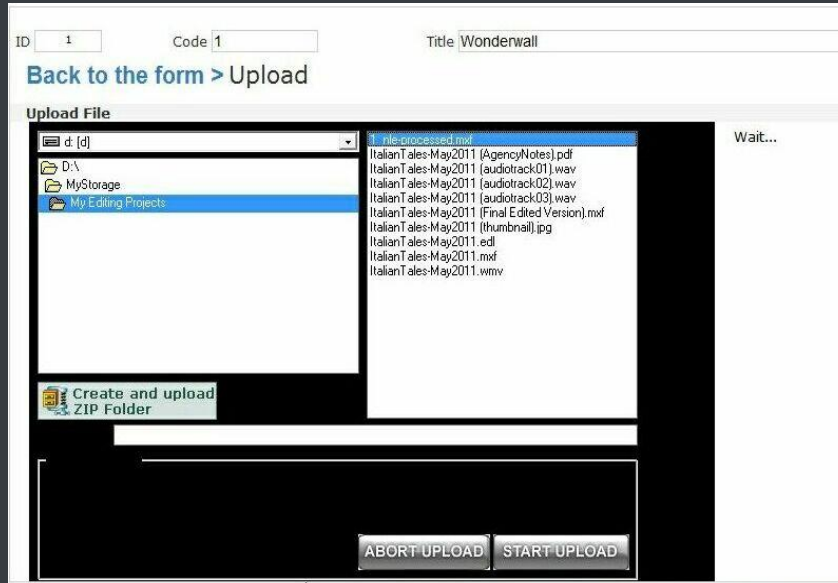 ID 1 Code 1 Title Wonderwall
Back to the form > Upload
Upload File
d: [d]
D:\
MyStorage
My Editing Projects
1_nle-processed.mxf
ItalianTales-May2011 (AgencyNotes).pdf
ItalianTales-May2011 (audiotrack01).wav
ItalianTales-May2011 (audiotrack02).wav
ItalianTales-May2011 (audiotrack03).wav
ItalianTales-May2011 (Final Edited Version).mxf
ItalianTales-May2011 (thumbnail).jpg
ItalianTales-May2011.edl
ItalianTales-May2011.mxf
ItalianTales-May2011.wmv
Wait...
Create and upload
ZIP Folder
ABORT UPLOAD START UPLOAD